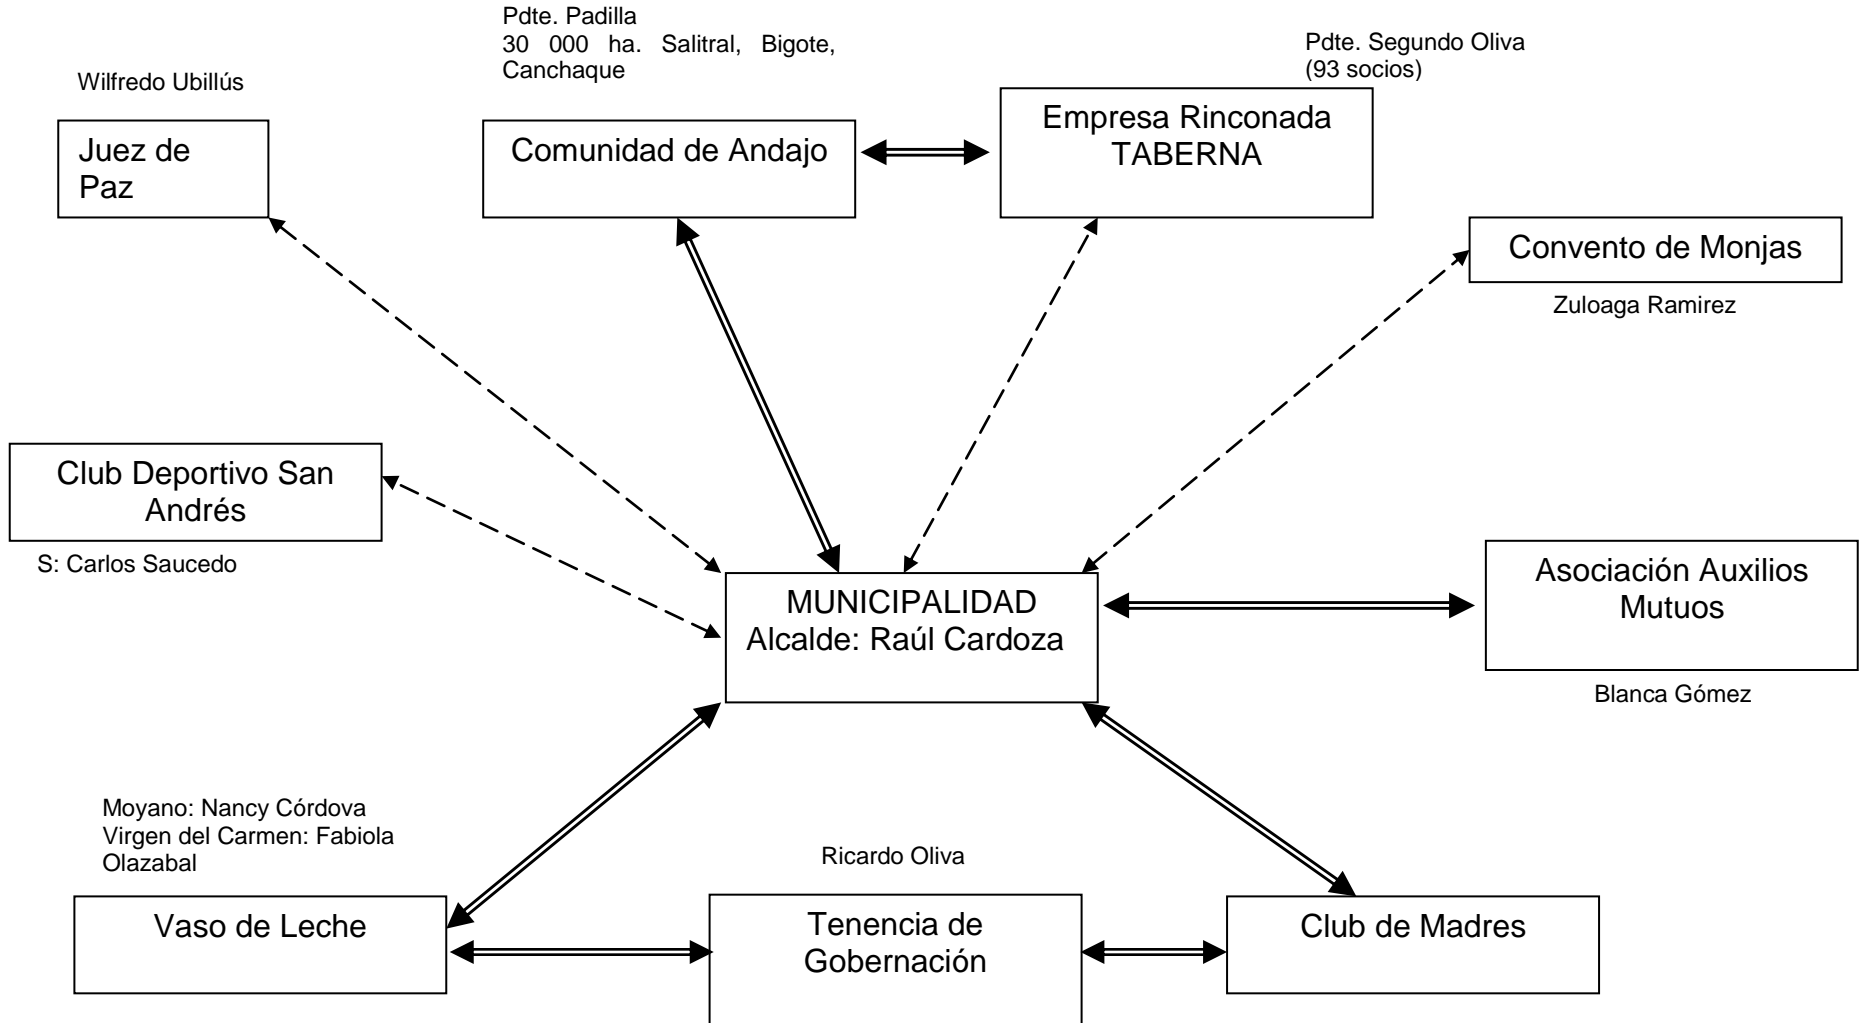 Pdte. Padilla
30 000 ha. Salitral, Bigote,
Canchaque
Pdte. Segundo Oliva
(93 socios)
Wilfredo Ubillús
Juez de
Paz
Comunidad de Andajo
Empresa Rinconada
TABERNA
Convento de Monjas
Zuloaga Ramirez
Club Deportivo San
Andrés
S: Carlos Saucedo
MUNICIPALIDAD
Alcalde: Raúl Cardoza
Asociación Auxilios
Mutuos
Blanca Gómez
Moyano: Nancy Córdova
Virgen del Carmen: Fabiola
Olazabal
Ricardo Oliva
Vaso de Leche
Tenencia de
Gobernación
Club de Madres